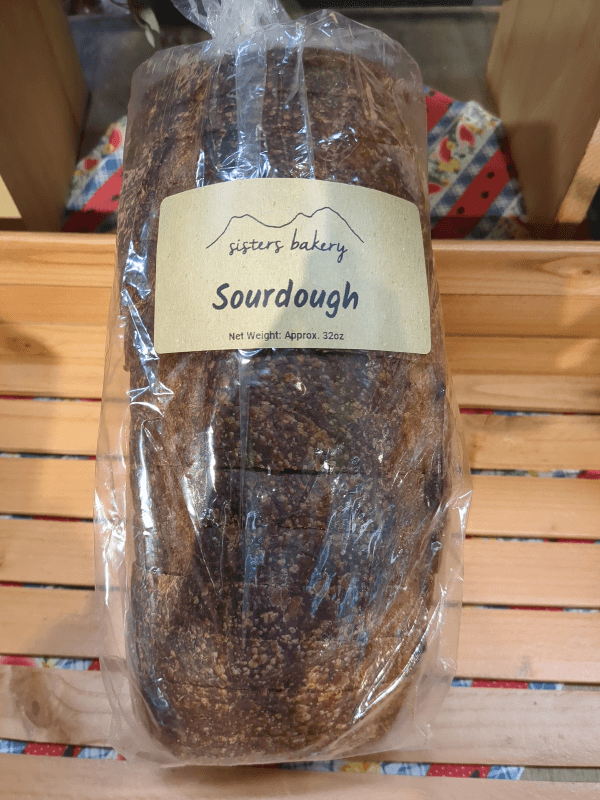 sisters bakery
Sourdough
Net Weight: Approx. 32oz